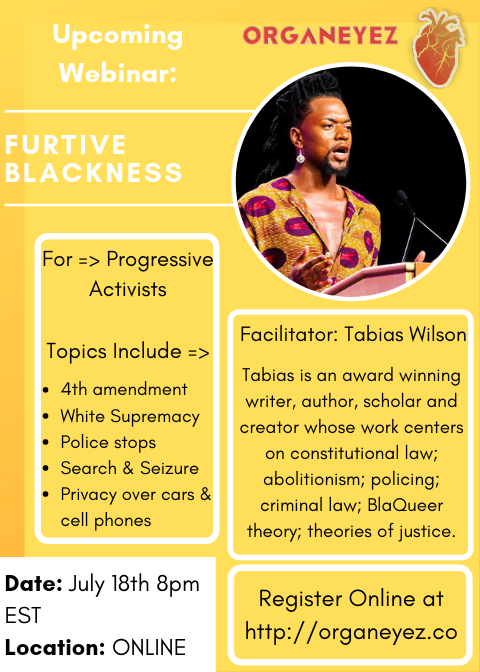 Upcoming
Webinar:
ORGANEYEZ
FURTIVE
BLACKNESS
For => Progressive
Activists
Topics Include =>
• 4th amendment
• White Supremacy
• Police stops
• Search & Seizure
• Privacy over cars &
cell phones
Facilitator: Tabias Wilson
Tabias is an award winning
writer, author, scholar and
creator whose work centers
on constitutional law;
abolitionism; policing;
criminal law; BlaQueer
theory; theories of justice.
Date: July 18th 8pm
EST
Location: ONLINE
Register Online at
http://organeyez.co